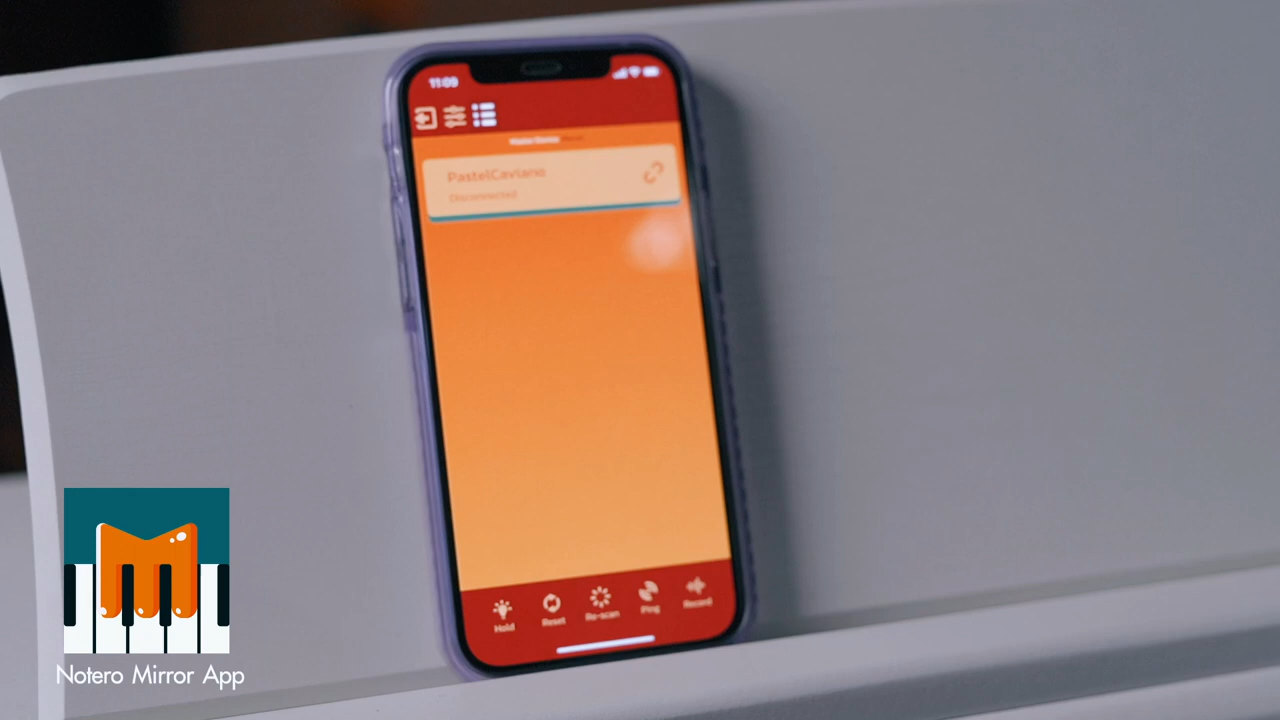 11:09
PastelCaviano
Disconnected
Hold
Reset
Re-scan
Ping
Record
Notero Mirror App